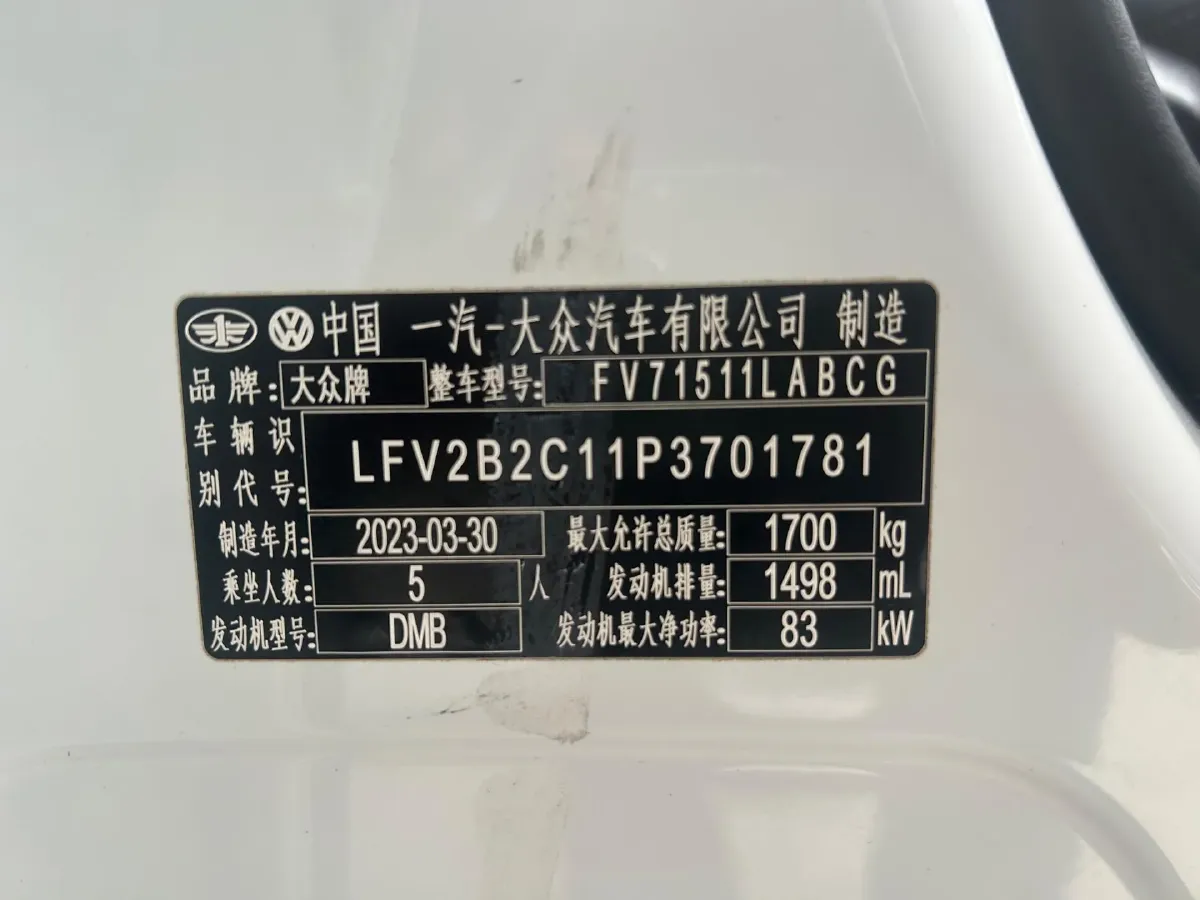 中国 一汽-大众汽车有限公司 制造
品牌: 大众牌 整车型号: FV71511LABCG
车辆识别代号: LFV2B2C11P3701781
制造年月: 2023-03-30 最大允许总质量: 1700 kg
乘坐人数: 5 人 发动机排量: 1498 mL
发动机型号: DMB 发动机最大净功率: 83 kW